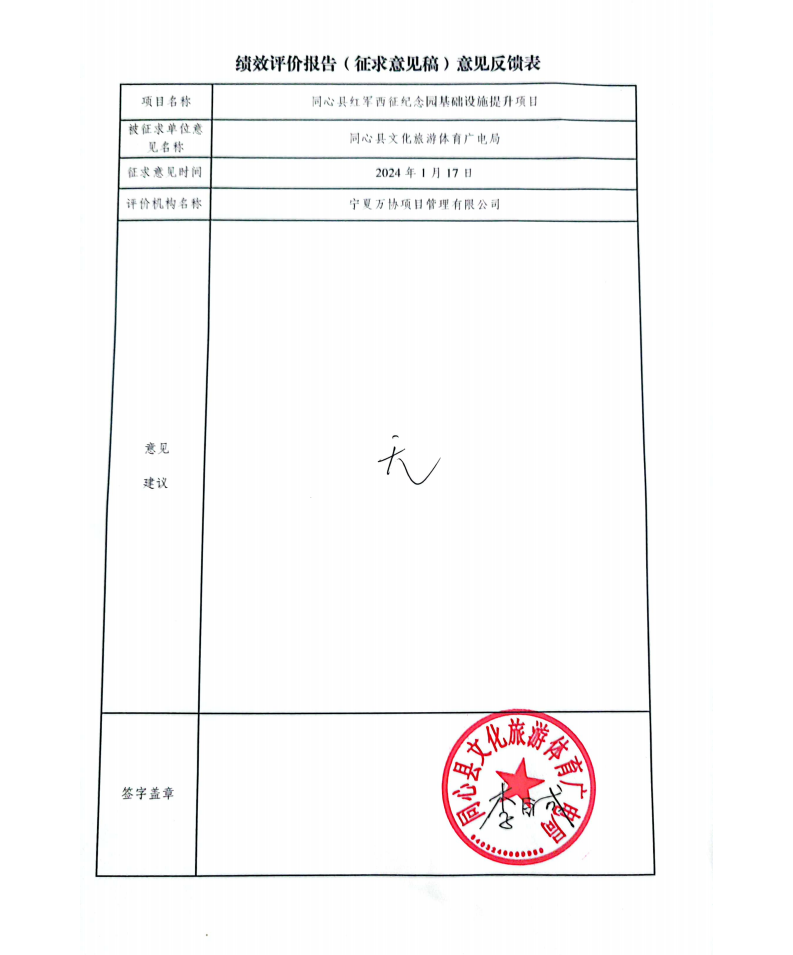 绩效评价报告（征求意见稿）意见反馈表
项目名称
同心县红军西征纪念园基础设施提升项目
被征求单位意
见名称
同心县文化旅游体育广电局
征求意见时间
2024 年 1 月 17 日
评价机构名称
宁夏万协项目管理有限公司
意见
建议
无
签字盖章
同心县文化旅游体育广电局